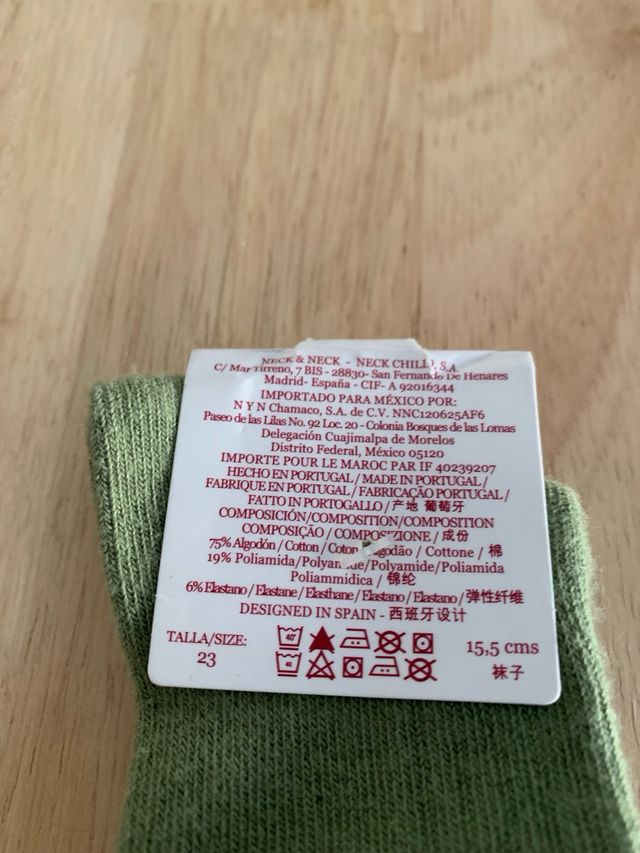 NECK & NECK - NECK CHILD, S.A
C/ Mar Tirreno, 7 BIS - 28830- San Fernando De Henares
Madrid- España - CIF- A 92016344
IMPORTADO PARA MÉXICO POR:
N Y N Chamaco, S.A. de C.V. NNC120625AF6
Paseo de las Lilas No. 92 Loc. 20 - Colonia Bosques de las Lomas
Delegación Cuajimalpa de Morelos
Distrito Federal, México 05120
IMPORTE POUR LE MAROC PAR IF 40239207
HECHO EN PORTUGAL / MADE IN PORTUGAL /
FABRIQUE EN PORTUGAL / FABRICAÇÃO PORTUGAL /
FATTO IN PORTOGALLO / 产地 葡萄牙
COMPOSICIÓN/COMPOSITION/COMPOSITION
COMPOSIÇÃO / COMPOSIZIONE / 成份
75% Algodón / Cotton / Coton Algodão / Cottone / 棉
19% Poliamida/Polyamide/Polyamide/Poliamida
Poliammidica / 锦纶
6% Elastano / Elastane / Elasthane / Elastano / Elastano / 弹性纤维
DESIGNED IN SPAIN - 西班牙设计
TALLA/SIZE:
23
40°
40
15,5 cms
袜子